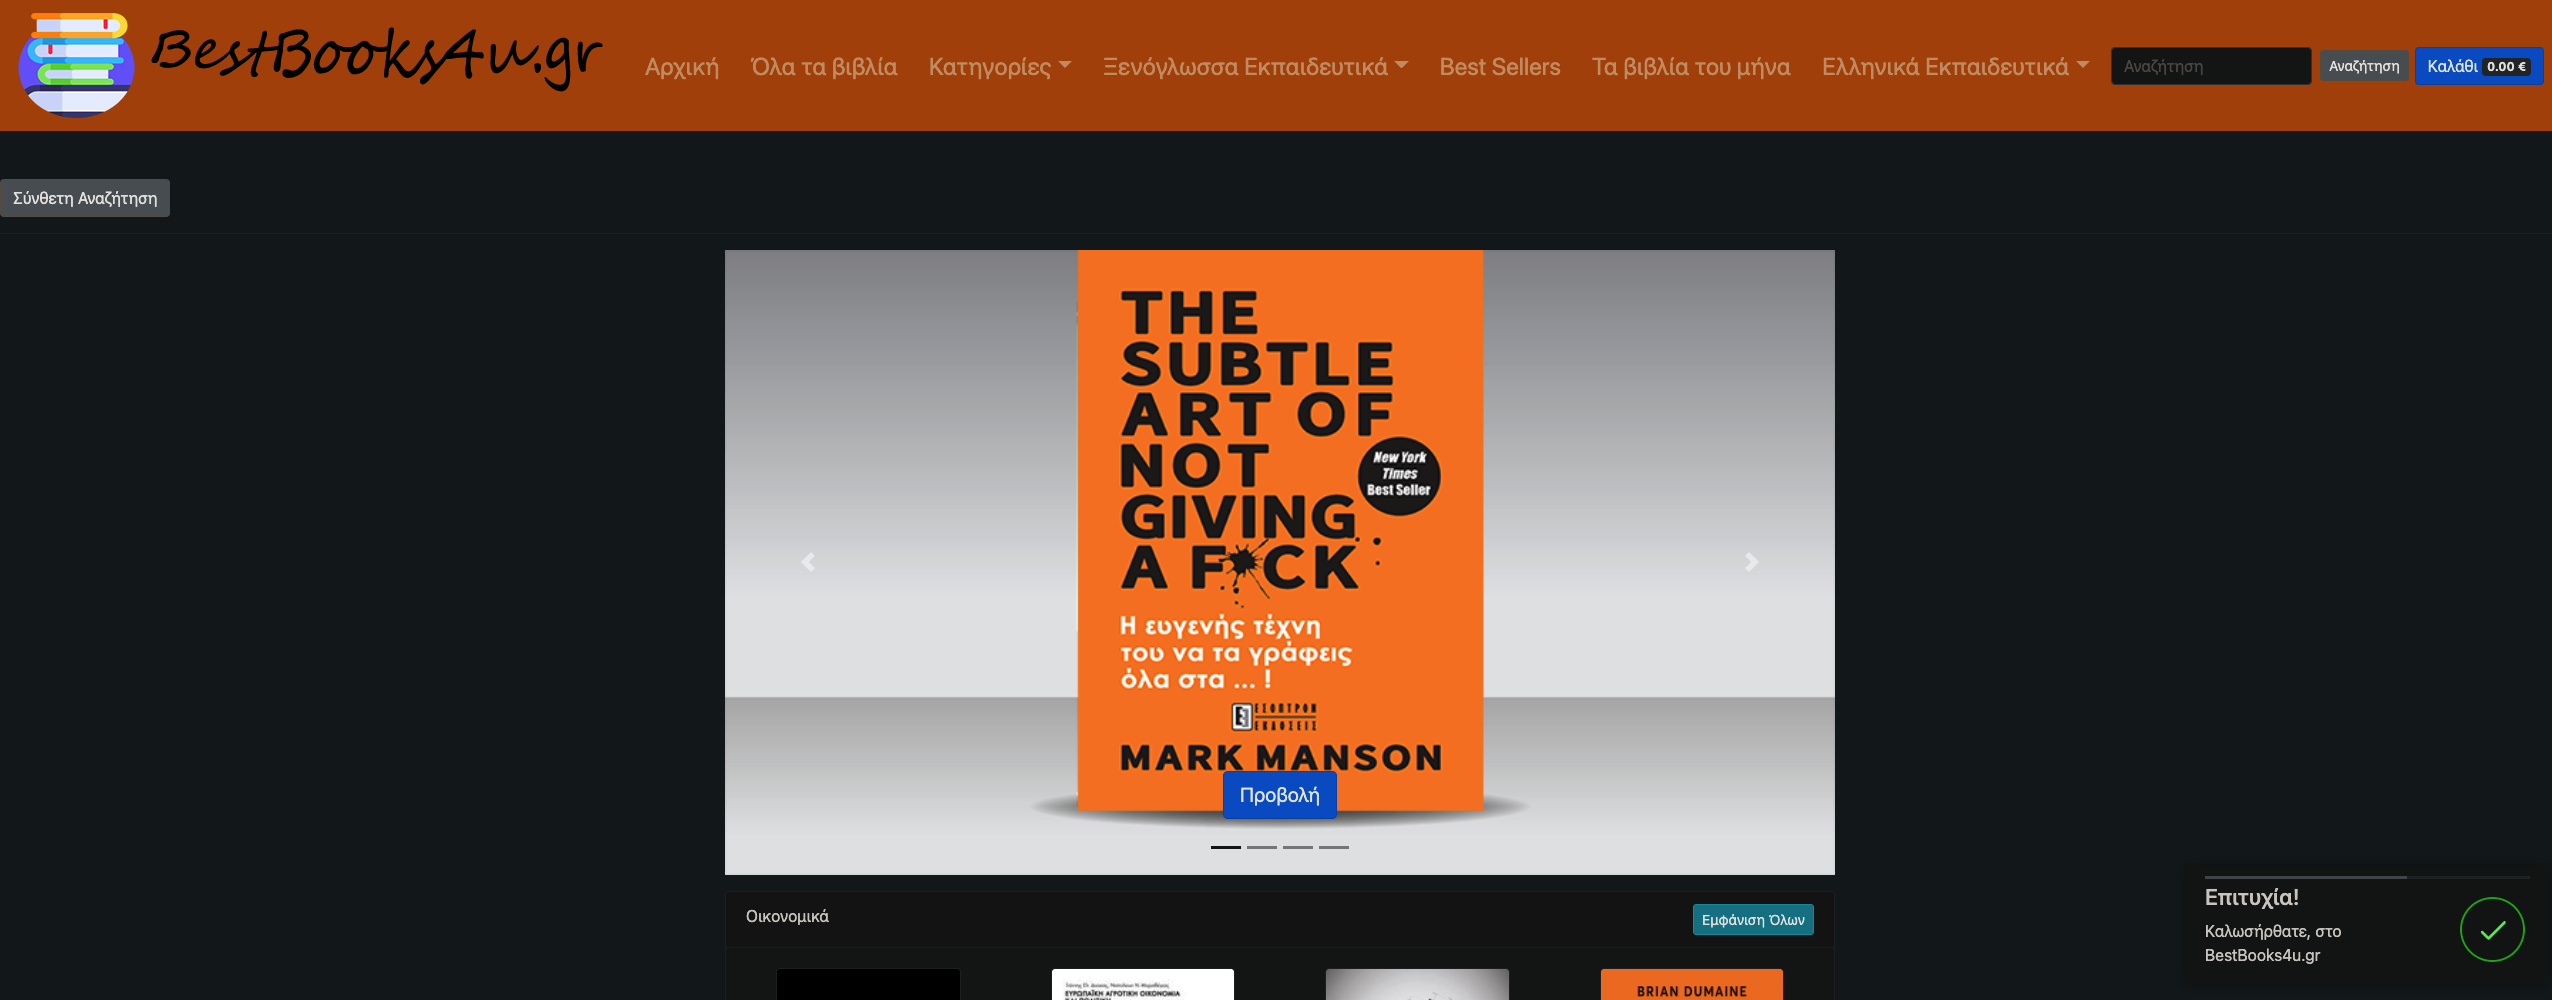 BestBooks4u.gr
Αρχική Όλα τα βιβλία Κατηγορίες Ξενόγλωσσα Εκπαιδευτικά Best Sellers Τα βιβλία του μήνα Ελληνικά Εκπαιδευτικά Αναζήτηση Αναζήτηση Καλάθι 0.00 €
Σύνθετη Αναζήτηση
THE
SUBTLE
ART OF
NOT
GIVING
A F CK
New York
Times
Best Seller
Η ευγενής τέχνη
του να τα γράφεις
όλα στα ... !
ΕΣΟΠΤΡΟΝ
ΕΚΔΟΣΕΙΣ
MARK MANSON
Προβολή
Οικονομικά
Εμφάνιση Όλων
ΕΥΡΩΠΑΪΚΗ ΑΓΡΟΤΙΚΗ ΟΙΚΟΝΟΜΙΑ
BRIAN DUMAINE
Επιτυχία!
Καλωσήρθατε, στο
BestBooks4u.gr